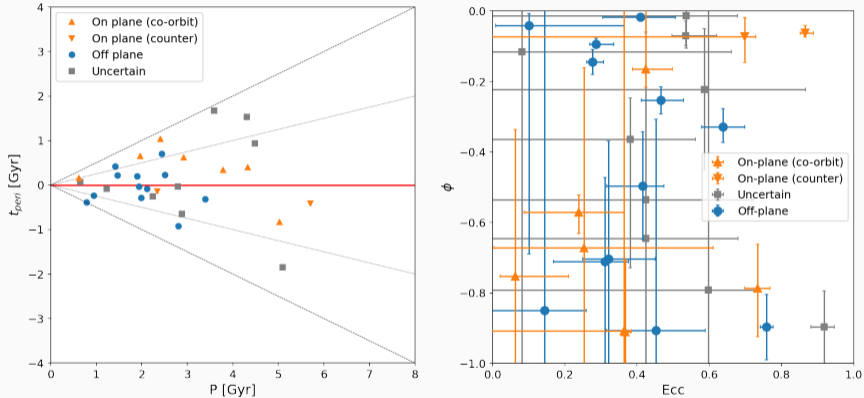 4
3
2
1
0
−1
−2
−3
−4
t_peri [Gyr]
0 1 2 3 4 5 6 7 8
P [Gyr]
On plane (co-orbit)
On plane (counter)
Off plane
Uncertain
0.0
−0.2
−0.4
−0.6
−0.8
−1.0
ϕ
0.0 0.2 0.4 0.6 0.8 1.0
Ecc
On-plane (co-orbit)
On-plane (counter)
Uncertain
Off-plane